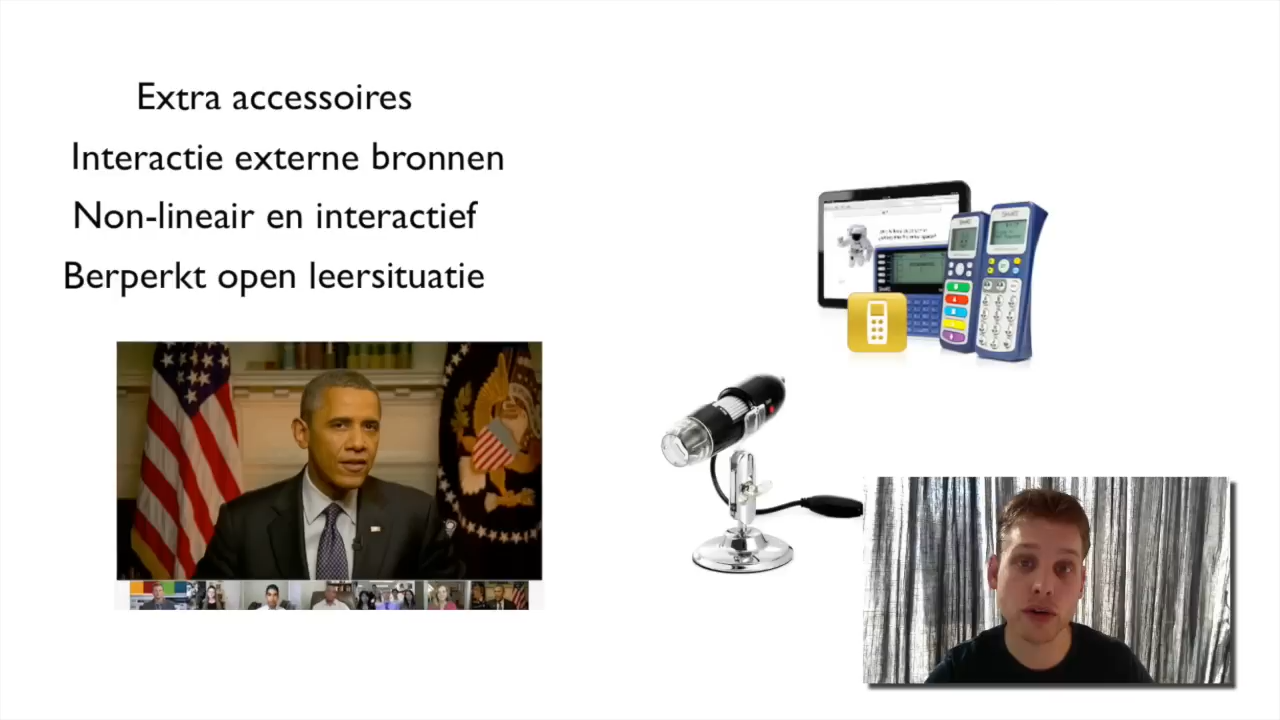 Extra accessoires
Interactie externe bronnen
Non-lineair en interactief
Berperkt open leersituatie